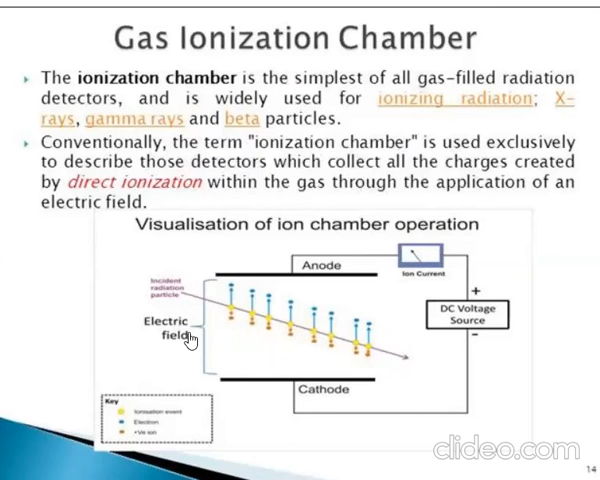 Gas Ionization Chamber
The ionization chamber is the simplest of all gas-filled radiation
detectors, and is widely used for ionizing radiation; X-
rays, gamma rays and beta particles.
Conventionally, the term "ionization chamber" is used exclusively
to describe those detectors which collect all the charges created
by direct ionization within the gas through the application of an
electric field.
Visualisation of ion chamber operation
Anode
Ion Current
Incident
radiation
particle
+
Electric
field
DC Voltage
Source
-
Cathode
Key
Ionisation event
Electron
+Ve ion
clideo.com
14